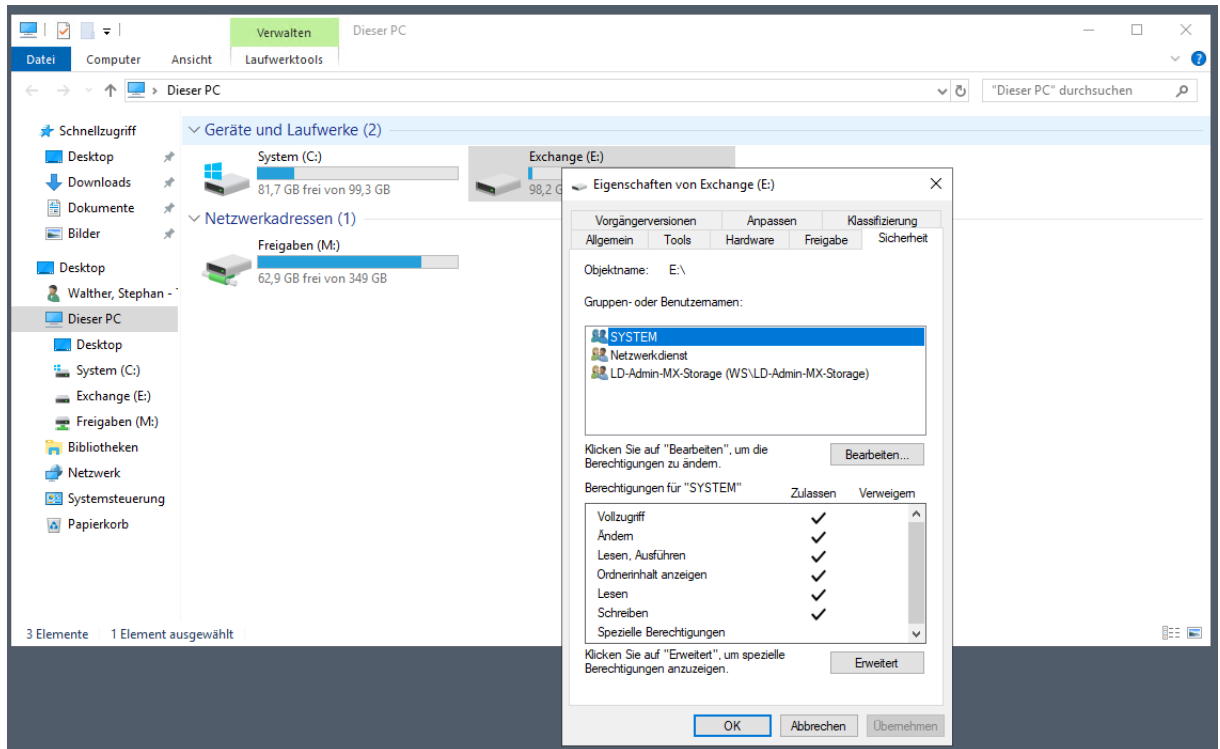 Verwalten
Dieser PC
Datei Computer Ansicht Laufwerktools
Dieser PC
"Dieser PC" durchsuchen
Schnellzugriff
Desktop
Downloads
Dokumente
Bilder
Desktop
Walther, Stephan -
Dieser PC
Desktop
System (C:)
Exchange (E:)
Freigaben (M:)
Bibliotheken
Netzwerk
Systemsteuerung
Papierkorb
Geräte und Laufwerke (2)
System (C:)
81,7 GB frei von 99,3 GB
Exchange (E:)
98,2 G
Netzwerkadressen (1)
Freigaben (M:)
62,9 GB frei von 349 GB
3 Elemente 1 Element ausgewählt
Eigenschaften von Exchange (E:)
Vorgängerversionen Anpassen Klassifizierung
Allgemein Tools Hardware Freigabe Sicherheit
Objektname: E:\
Gruppen- oder Benutzernamen:
SYSTEM
Netzwerkdienst
LD-Admin-MX-Storage (WS\LD-Admin-MX-Storage)
Klicken Sie auf "Bearbeiten", um die
Berechtigungen zu ändern.
Bearbeiten...
Berechtigungen für "SYSTEM" Zulassen Verweigern
Vollzugriff
Ändern
Lesen, Ausführen
Ordnerinhalt anzeigen
Lesen
Schreiben
Spezielle Berechtigungen
Klicken Sie auf "Erweitert", um spezielle
Berechtigungen anzuzeigen.
Erweitert
OK Abbrechen Übernehmen